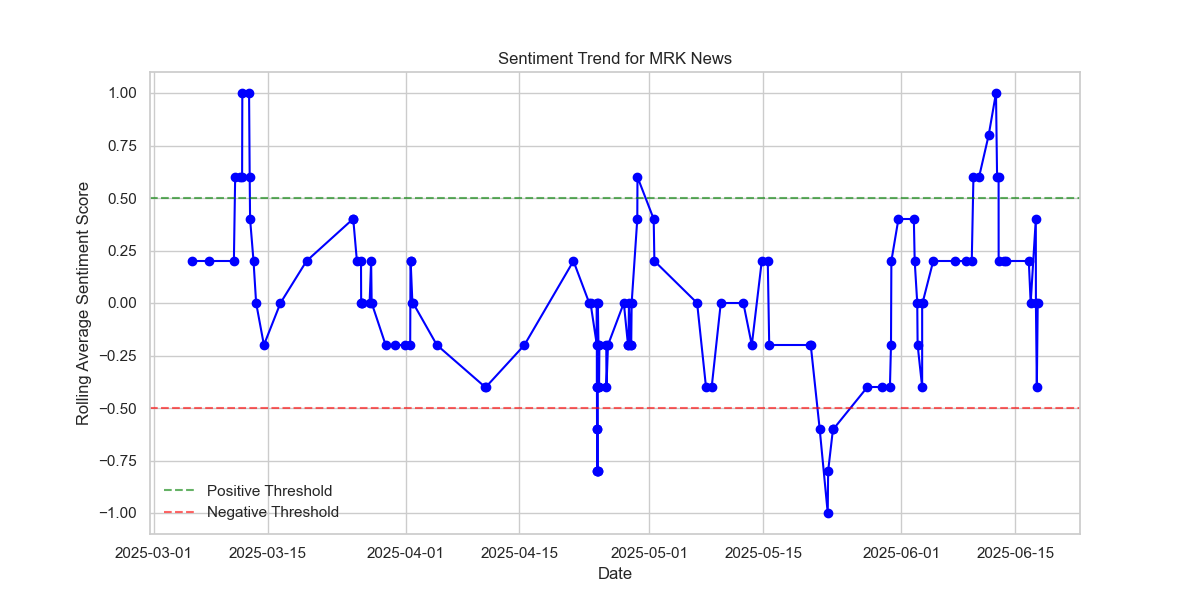 Sentiment Trend for MRK News
Rolling Average Sentiment Score
1.00
0.75
0.50
0.25
0.00
−0.25
−0.50
−0.75
−1.00
Positive Threshold
Negative Threshold
2025-03-01 2025-03-15 2025-04-01 2025-04-15 2025-05-01 2025-05-15 2025-06-01 2025-06-15
Date